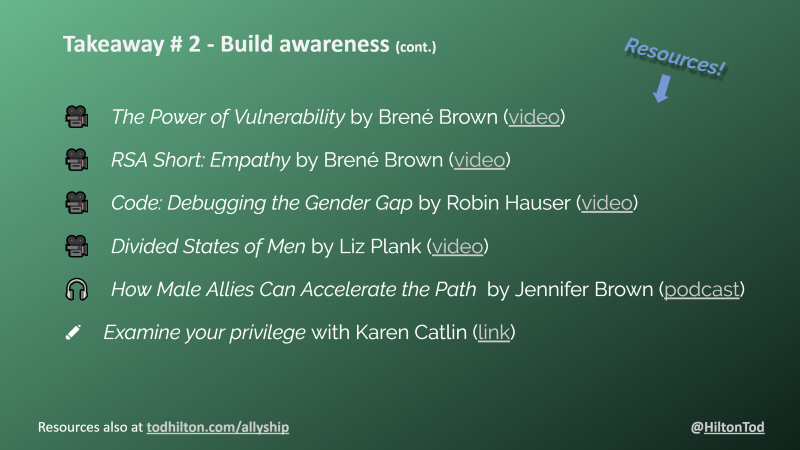 Takeaway # 2 - Build awareness (cont.)
Resources!
The Power of Vulnerability by Brené Brown (video)
RSA Short: Empathy by Brené Brown (video)
Code: Debugging the Gender Gap by Robin Hauser (video)
Divided States of Men by Liz Plank (video)
How Male Allies Can Accelerate the Path by Jennifer Brown (podcast)
Examine your privilege with Karen Catlin (link)
Resources also at todhilton.com/allyship
@HiltonTod